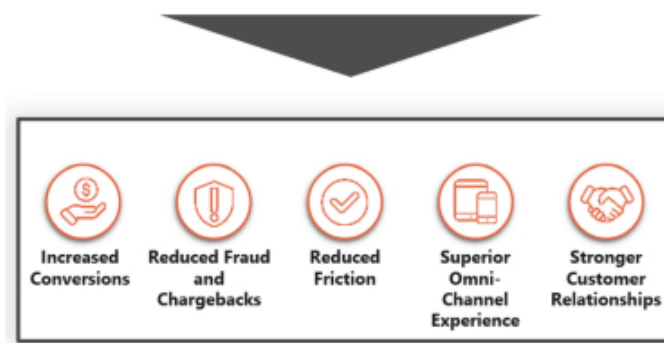 Increased
Conversions
Reduced Fraud
and
Chargebacks
Reduced
Friction
Superior
Omni-
Channel
Experience
Stronger
Customer
Relationships